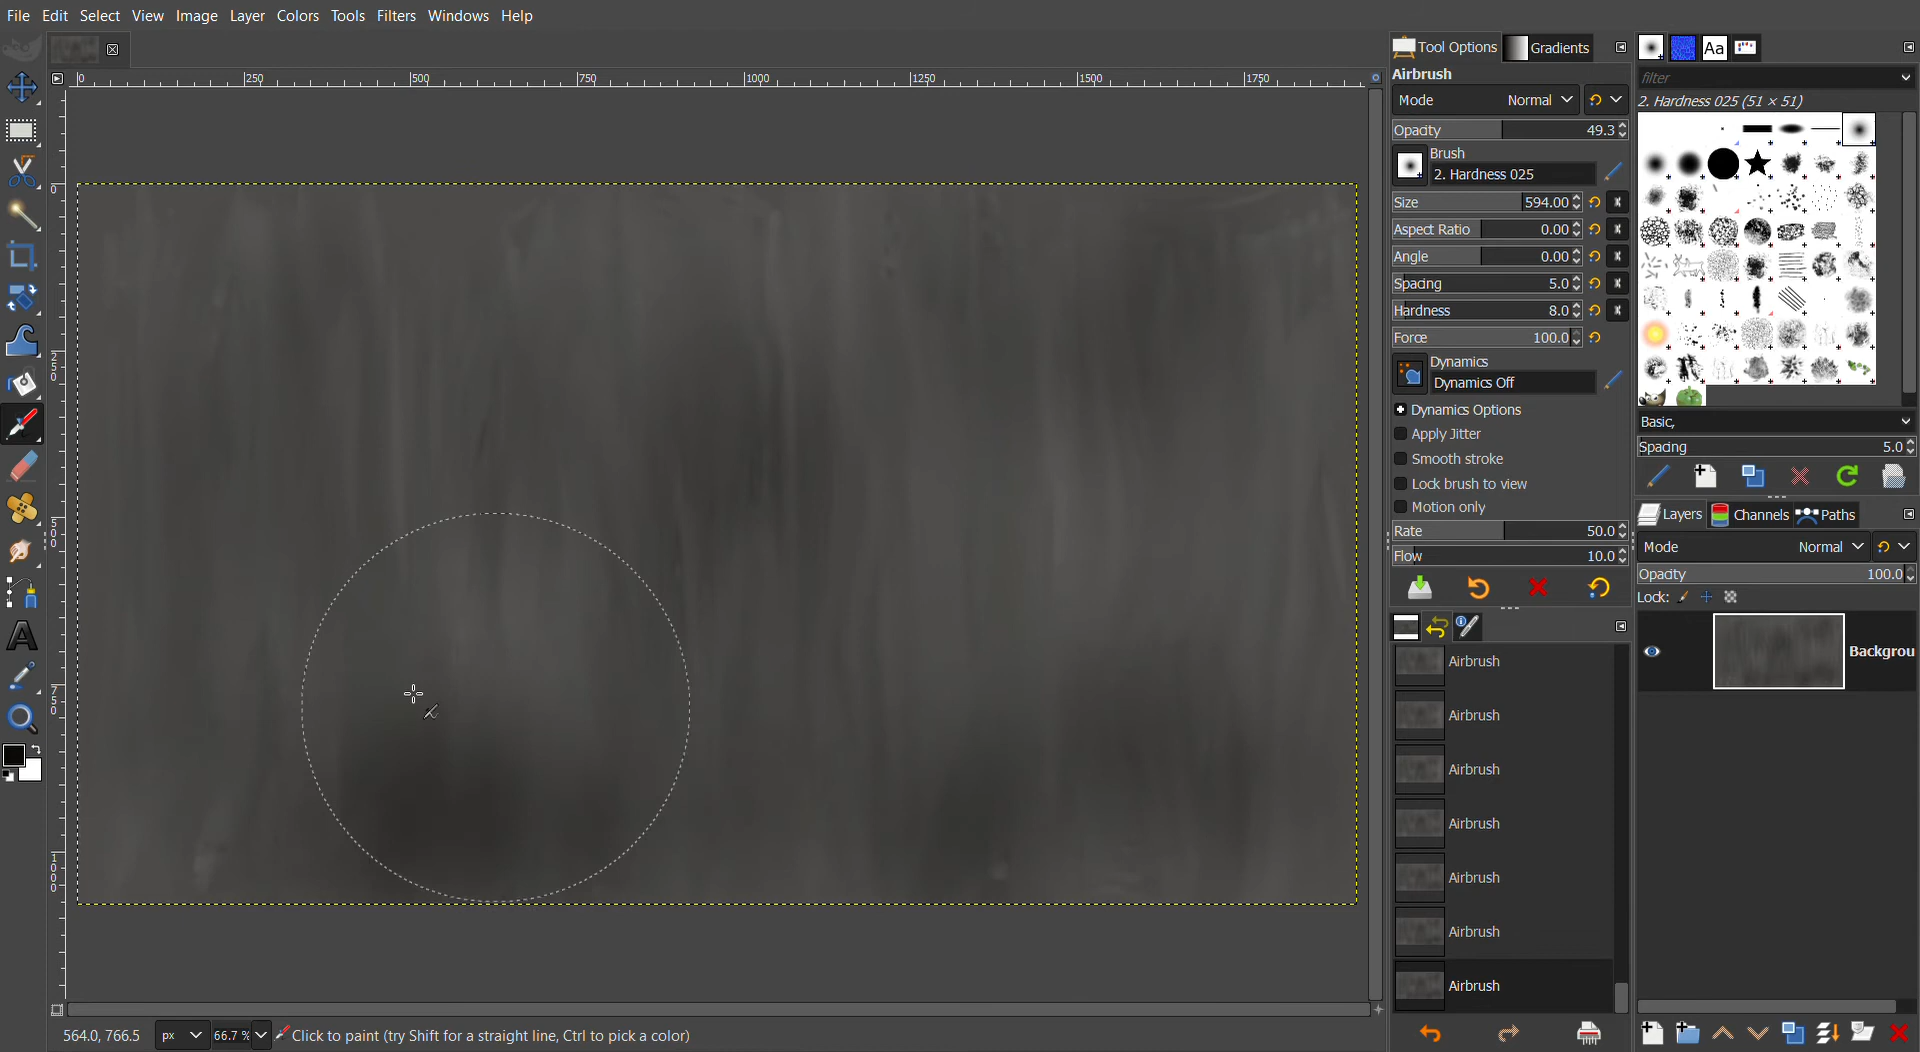 File Edit Select View Image Layer Colors Tools Filters Windows Help
0 250 500 750 1000 1250 1500 1750
0
250
500
750
1000
564.0, 766.5 px 66.7 % Click to paint (try Shift for a straight line, Ctrl to pick a color)
Tool Options Gradients
Airbrush
Mode Normal
Opacity 49.3
Brush
2. Hardness 025
Size 594.00
Aspect Ratio 0.00
Angle 0.00
Spacing 5.0
Hardness 8.0
Force 100.0
Dynamics
Dynamics Off
Dynamics Options
Apply Jitter
Smooth stroke
Lock brush to view
Motion only
Rate 50.0
Flow 10.0
Airbrush
Airbrush
Airbrush
Airbrush
Airbrush
Airbrush
Airbrush
Aa
filter
2. Hardness 025 (51 × 51)
Basic,
Spacing 5.0
Layers Channels Paths
Mode Normal
Opacity 100.0
Lock:
Backgrou